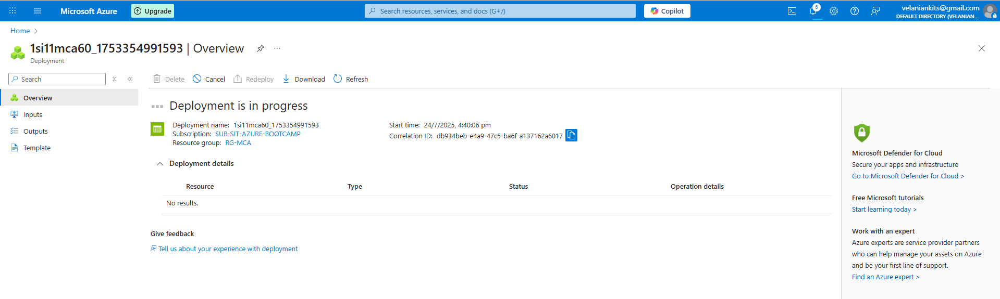 Microsoft Azure
Upgrade
Search resources, services, and docs (G+/)
Copilot
6
velaniankits@gmail.com
DEFAULT DIRECTORY (VELANIAN...
Home
1si11mca60_1753354991593 | Overview
...
Deployment
Search
Delete
Cancel
Redeploy
Download
Refresh
Overview
Inputs
Outputs
Template
Deployment is in progress
Deployment name: 1si11mca60_1753354991593
Subscription: SUB-SIT-AZURE-BOOTCAMP
Resource group: RG-MCA
Start time: 24/7/2025, 4:40:06 pm
Correlation ID: db934beb-e4a9-47c5-ba6f-a137162a6017
Deployment details
Resource Type Status Operation details
No results.
Give feedback
Tell us about your experience with deployment
Microsoft Defender for Cloud
Secure your apps and infrastructure
Go to Microsoft Defender for Cloud >
Free Microsoft tutorials
Start learning today >
Work with an expert
Azure experts are service provider partners
who can help manage your assets on Azure
and be your first line of support.
Find an Azure expert >